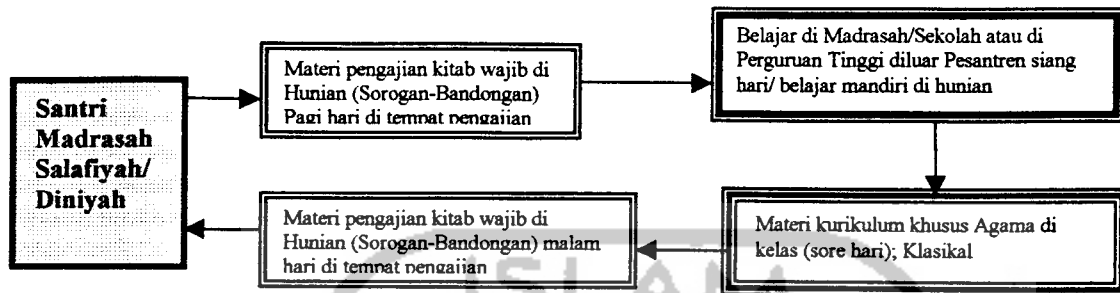 Santri
Madrasah
Salafiyah/
Diniyah
Materi pengajian kitab wajib di
Hunian (Sorogan-Bandongan)
Pagi hari di tempat pengajian
Belajar di Madrasah/Sekolah atau di
Perguruan Tinggi diluar Pesantren siang
hari/ belajar mandiri di hunian
Materi kurikulum khusus Agama di
kelas (sore hari); Klasikal
Materi pengajian kitab wajib di
Hunian (Sorogan-Bandongan) malam
hari di tempat pengajian
ISLAM